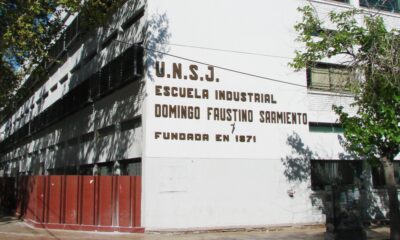 U.N.S.J.
ESCUELA INDUSTRIAL
DOMINGO FAUSTINO SARMIENTO
FUNDADA EN 1871